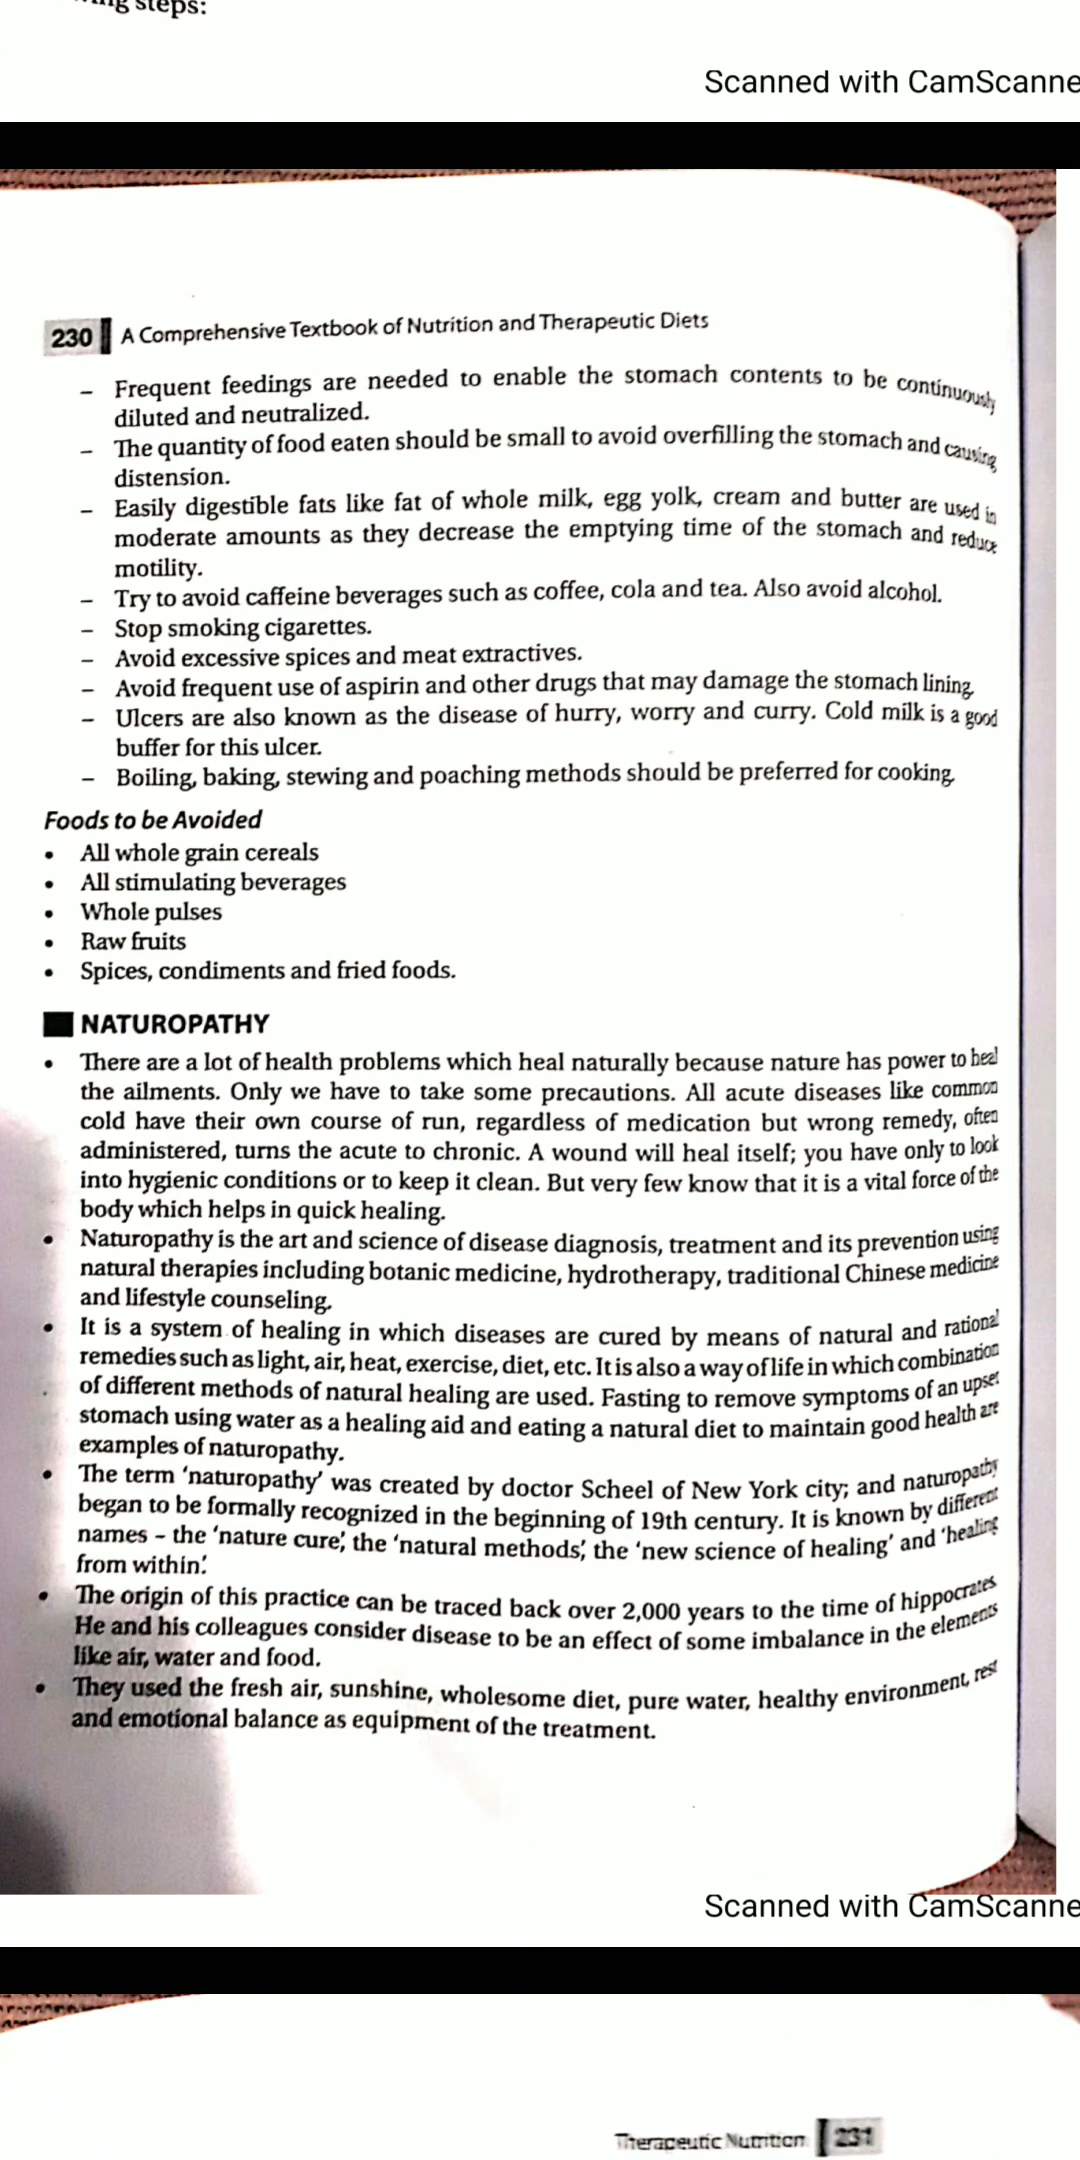 steps:
Scanned with CamScanne
230 A Comprehensive Textbook of Nutrition and Therapeutic Diets
– Frequent feedings are needed to enable the stomach contents to be continuously
diluted and neutralized.
– The quantity of food eaten should be small to avoid overfilling the stomach and causing
distension.
– Easily digestible fats like fat of whole milk, egg yolk, cream and butter are used in
moderate amounts as they decrease the emptying time of the stomach and reduce
motility.
– Try to avoid caffeine beverages such as coffee, cola and tea. Also avoid alcohol.
– Stop smoking cigarettes.
– Avoid excessive spices and meat extractives.
– Avoid frequent use of aspirin and other drugs that may damage the stomach lining.
– Ulcers are also known as the disease of hurry, worry and curry. Cold milk is a good
buffer for this ulcer.
– Boiling, baking, stewing and poaching methods should be preferred for cooking.
Foods to be Avoided
• All whole grain cereals
• All stimulating beverages
• Whole pulses
• Raw fruits
• Spices, condiments and fried foods.
NATUROPATHY
• There are a lot of health problems which heal naturally because nature has power to heal
the ailments. Only we have to take some precautions. All acute diseases like common
cold have their own course of run, regardless of medication but wrong remedy, often
administered, turns the acute to chronic. A wound will heal itself; you have only to look
into hygienic conditions or to keep it clean. But very few know that it is a vital force of the
body which helps in quick healing.
• Naturopathy is the art and science of disease diagnosis, treatment and its prevention using
natural therapies including botanic medicine, hydrotherapy, traditional Chinese medicine
and lifestyle counseling.
• It is a system of healing in which diseases are cured by means of natural and rational
remedies such as light, air, heat, exercise, diet, etc. It is also a way of life in which combination
of different methods of natural healing are used. Fasting to remove symptoms of an upset
stomach using water as a healing aid and eating a natural diet to maintain good health are
examples of naturopathy.
• The term 'naturopathy' was created by doctor Scheel of New York city; and naturopathy
began to be formally recognized in the beginning of 19th century. It is known by different
names – the 'nature cure', the 'natural methods', the 'new science of healing' and 'healing
from within'.
• The origin of this practice can be traced back over 2,000 years to the time of hippocrates.
He and his colleagues consider disease to be an effect of some imbalance in the elements
like air, water and food.
• They used the fresh air, sunshine, wholesome diet, pure water, healthy environment, rest
and emotional balance as equipment of the treatment.
Scanned with CamScanne
Therapeutic Nutrition 231